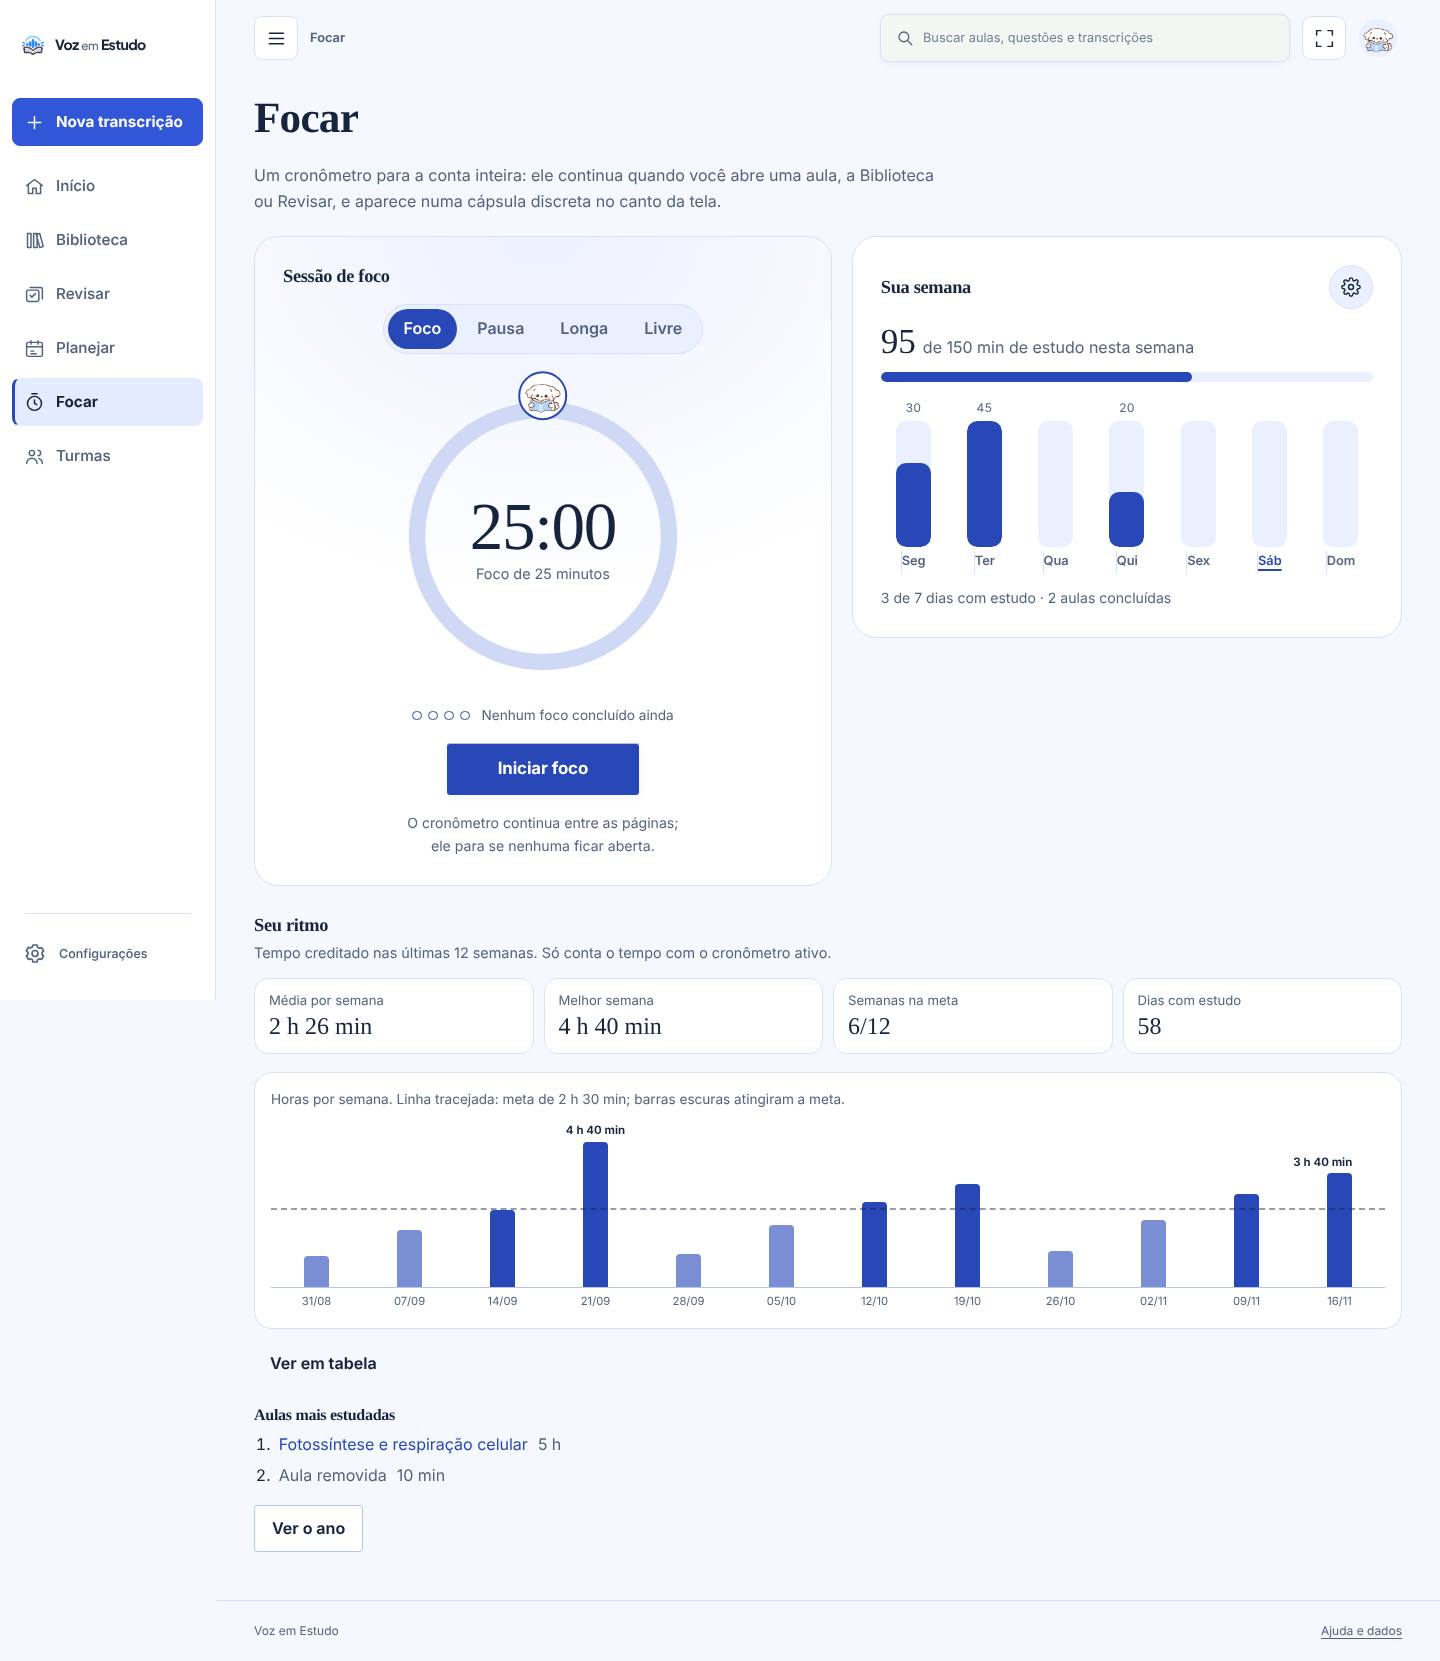 Voz em Estudo
Nova transcrição
Início
Biblioteca
Revisar
Planejar
Focar
Turmas
Configurações
Focar
Buscar aulas, questões e transcrições
Focar
Um cronômetro para a conta inteira: ele continua quando você abre uma aula, a Biblioteca
ou Revisar, e aparece numa cápsula discreta no canto da tela.
Sessão de foco
Foco Pausa Longa Livre
25:00
Foco de 25 minutos
Nenhum foco concluído ainda
Iniciar foco
O cronômetro continua entre as páginas;
ele para se nenhuma ficar aberta.
Sua semana
95 de 150 min de estudo nesta semana
30 45 20
Seg Ter Qua Qui Sex Sáb Dom
3 de 7 dias com estudo · 2 aulas concluídas
Seu ritmo
Tempo creditado nas últimas 12 semanas. Só conta o tempo com o cronômetro ativo.
Média por semana
2 h 26 min
Melhor semana
4 h 40 min
Semanas na meta
6/12
Dias com estudo
58
Horas por semana. Linha tracejada: meta de 2 h 30 min; barras escuras atingiram a meta.
4 h 40 min
3 h 40 min
31/08 07/09 14/09 21/09 28/09 05/10 12/10 19/10 26/10 02/11 09/11 16/11
Ver em tabela
Aulas mais estudadas
1. Fotossíntese e respiração celular 5 h
2. Aula removida 10 min
Ver o ano
Voz em Estudo
Ajuda e dados